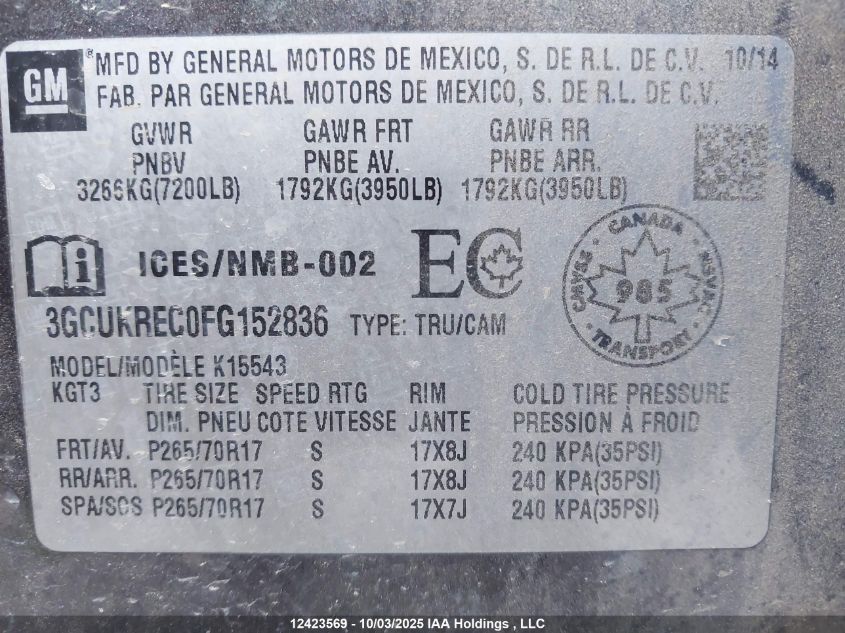 GM
® MFD BY GENERAL MOTORS DE MEXICO, S. DE R.L. DE C.V. 10/14
FAB. PAR GENERAL MOTORS DE MEXICO, S. DE R.L. DE C.V.
GVWR GAWR FRT GAWR RR
PNBV PNBE AV. PNBE ARR.
3266KG(7200LB) 1792KG(3950LB) 1792KG(3950LB)
ICES/NMB-002 EC
CANADA
CMVSS 985 NSVAC
TRANSPORT
3GCUKREC0FG152836 TYPE: TRU/CAM
MODEL/MODÈLE K15543
KGT3 TIRE SIZE SPEED RTG RIM COLD TIRE PRESSURE
DIM. PNEU COTE VITESSE JANTE PRESSION À FROID
FRT/AV. P265/70R17 S 17X8J 240 KPA(35PSI)
RR/ARR. P265/70R17 S 17X8J 240 KPA(35PSI)
SPA/SCS P265/70R17 S 17X7J 240 KPA(35PSI)
12423569 - 10/03/2025 IAA Holdings , LLC